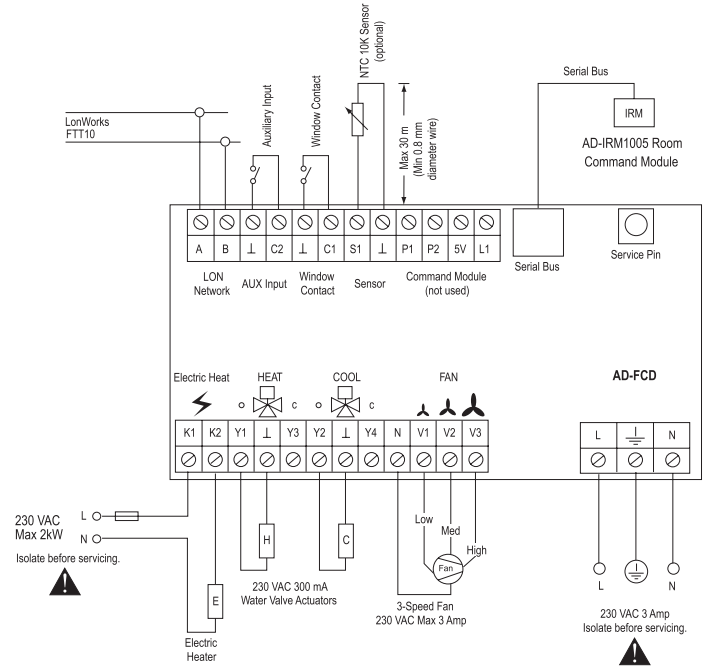 NTC 10K Sensor
(optional)
Auxiliary Input
Window Contact
Max 30 m
(Min 0.8 mm
diameter wire)
Serial Bus
LonWorks
FTT10
IRM
AD-IRM1005 Room
Command Module
A B ⊥ C2 ⊥ C1 S1 ⊥ P1 P2 5V L1
LON
Network
AUX Input
Window
Contact
Sensor
Command Module
(not used)
Serial Bus
Service Pin
Electric Heat
HEAT
COOL
FAN
AD-FCD
o c o c
K1 K2 Y1 ⊥ Y3 Y2 ⊥ Y4 N V1 V2 V3
L N
230 VAC
Max 2kW
L
N
Isolate before servicing.
!
E
Electric
Heater
H
C
230 VAC 300 mA
Water Valve Actuators
Low
Med
High
Fan
3-Speed Fan
230 VAC Max 3 Amp
L N
230 VAC 3 Amp
Isolate before servicing.
!